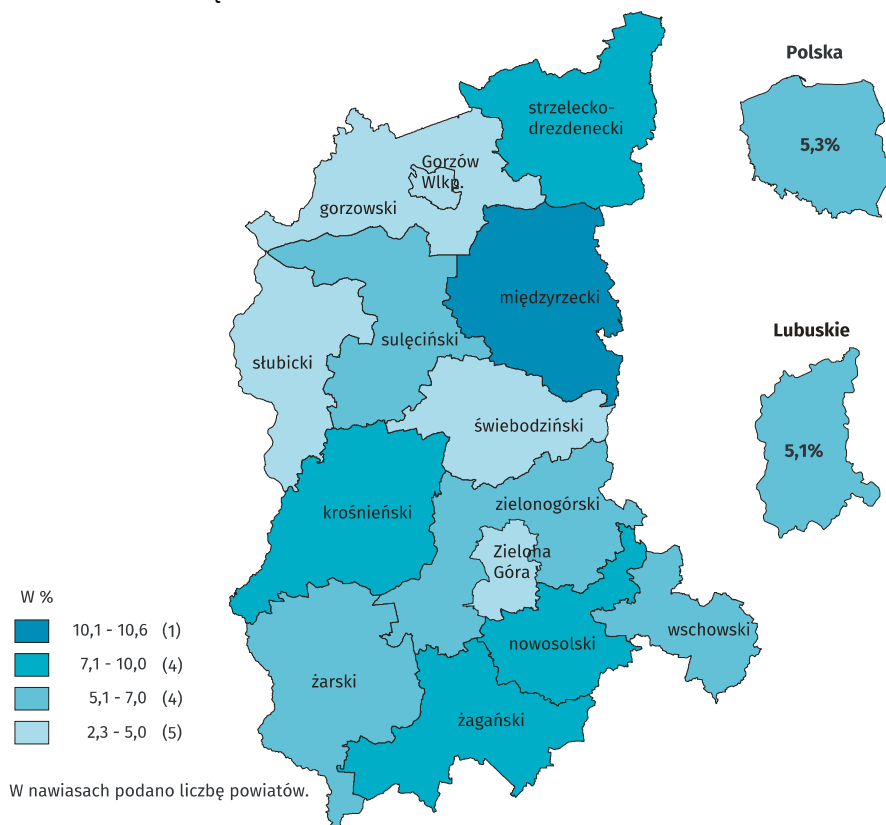 strzelecko-
drezdenecki
Gorzów
Wlkp.
gorzowski
międzyrzecki
sulęciński
słubicki
świebodziński
krośnieński
zielonogórski
Zielona
Góra
nowosolski
wschowski
żarski
żagański
Polska
5,3%
Lubuskie
5,1%
W %
10,1 - 10,6 (1)
7,1 - 10,0 (4)
5,1 - 7,0 (4)
2,3 - 5,0 (5)
W nawiasach podano liczbę powiatów.